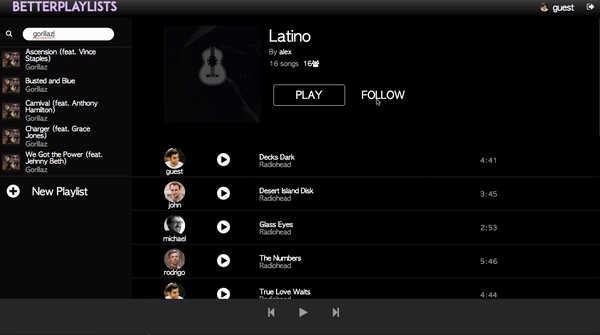 BETTERPLAYLISTS
guest
gorillaz
Ascension (feat. Vince
Staples)
Gorillaz
Busted and Blue
Gorillaz
Carnival (feat. Anthony
Hamilton)
Gorillaz
Charger (feat. Grace
Jones)
Gorillaz
We Got the Power (feat.
Jehnny Beth)
Gorillaz
New Playlist
Latino
By alex
16 songs 16
PLAY
FOLLOW
guest
Decks Dark
Radiohead
4:41
john
Desert Island Disk
Radiohead
3:45
michael
Glass Eyes
Radiohead
2:53
rodrigo
The Numbers
Radiohead
5:46
True Love Waits
Radiohead
4:44